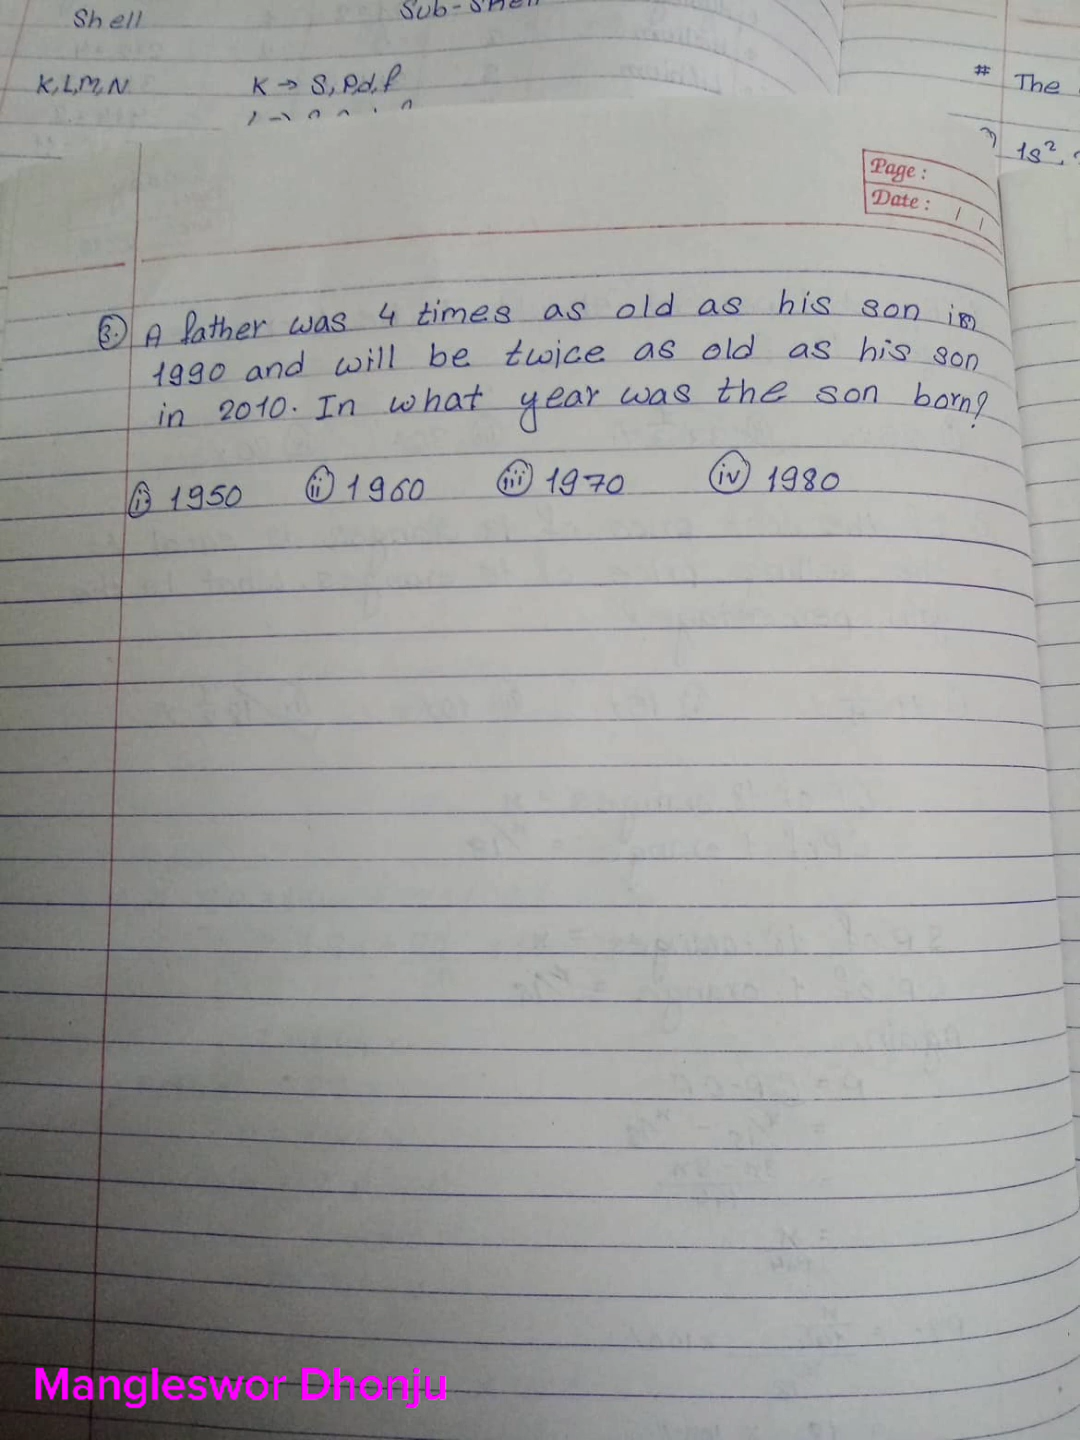 Shell Sub-Shell
K,L,M,N K → S,P,d,f
# The
1s²,
Page :
Date : / /
③. A father was 4 times as old as his son in
1990 and will be twice as old as his son
in 2010. In what year was the son born?
ⓘ 1950 ⓘⓘ 1960 ⓘⓘⓘ 1970 ⓘⓥ 1980
Mangleswor Dhonju